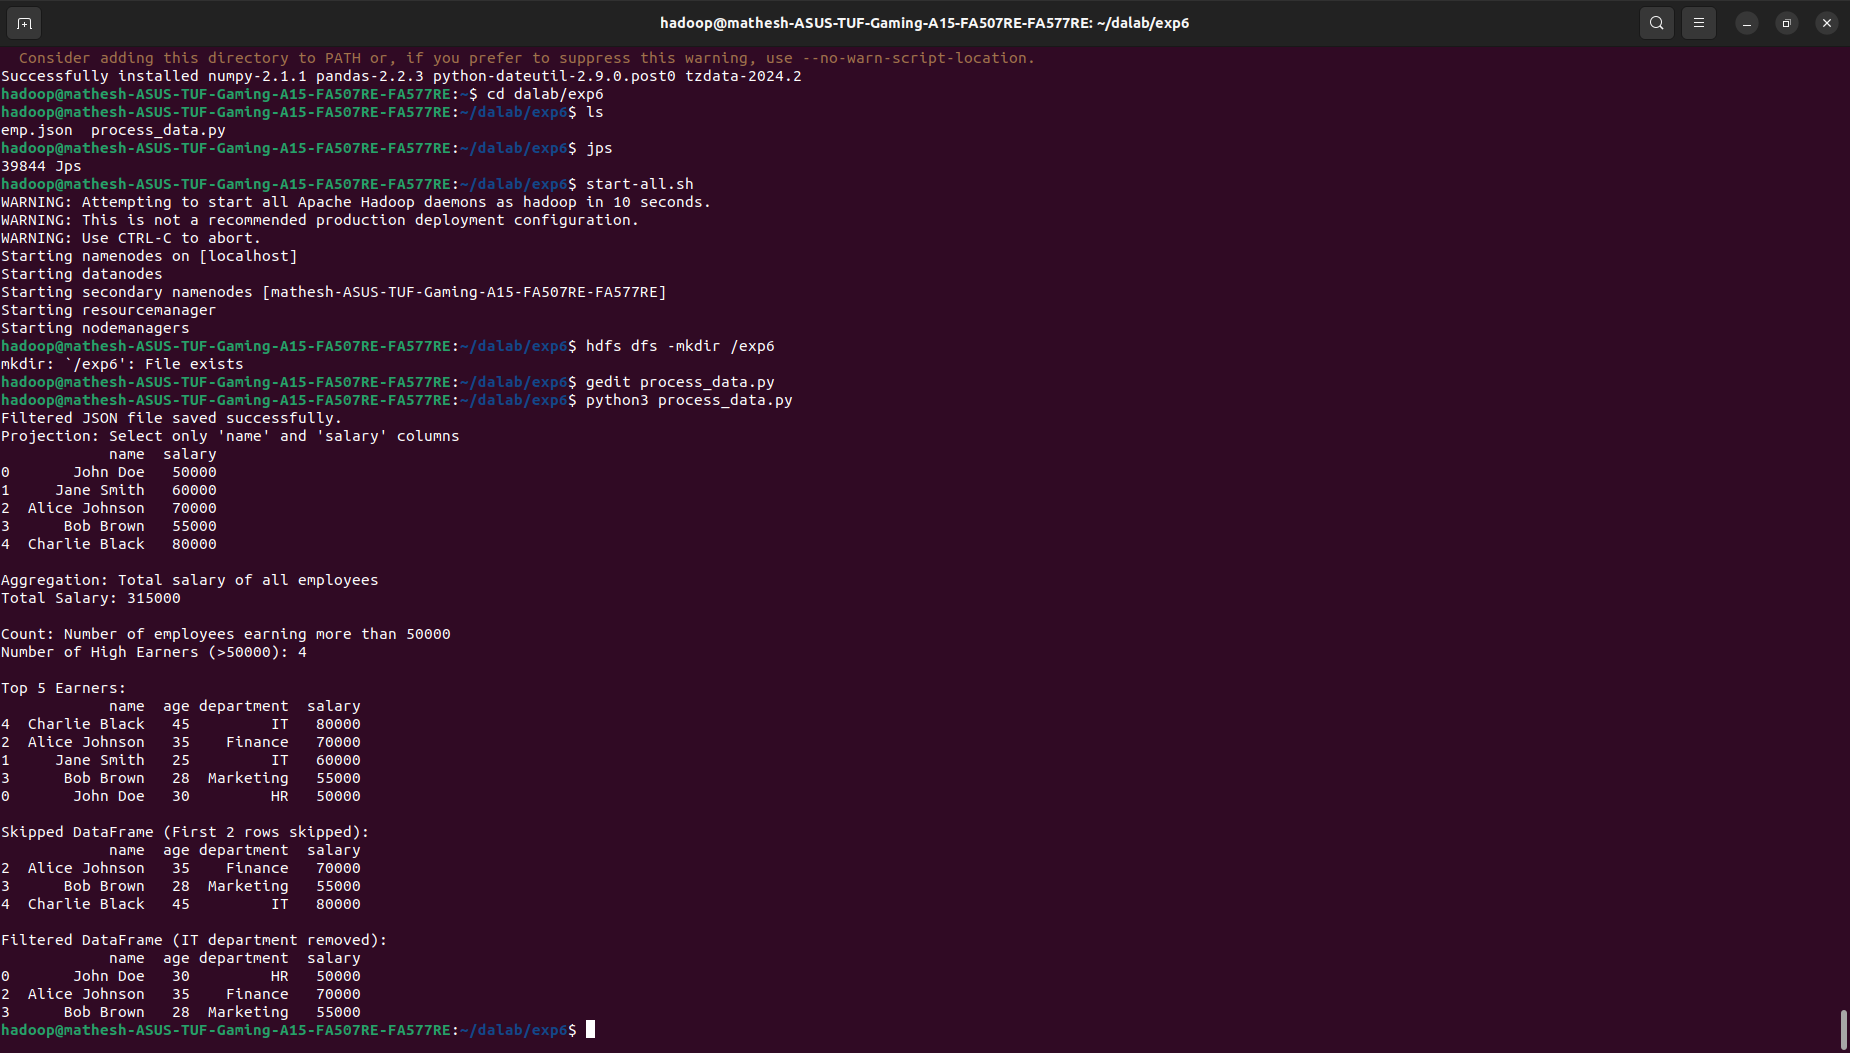 hadoop@mathesh-ASUS-TUF-Gaming-A15-FA507RE-FA577RE: ~/dalab/exp6
  Consider adding this directory to PATH or, if you prefer to suppress this warning, use --no-warn-script-location.
Successfully installed numpy-2.1.1 pandas-2.2.3 python-dateutil-2.9.0.post0 tzdata-2024.2
hadoop@mathesh-ASUS-TUF-Gaming-A15-FA507RE-FA577RE:~$ cd dalab/exp6
hadoop@mathesh-ASUS-TUF-Gaming-A15-FA507RE-FA577RE:~/dalab/exp6$ ls
emp.json  process_data.py
hadoop@mathesh-ASUS-TUF-Gaming-A15-FA507RE-FA577RE:~/dalab/exp6$ jps
39844 Jps
hadoop@mathesh-ASUS-TUF-Gaming-A15-FA507RE-FA577RE:~/dalab/exp6$ start-all.sh
WARNING: Attempting to start all Apache Hadoop daemons as hadoop in 10 seconds.
WARNING: This is not a recommended production deployment configuration.
WARNING: Use CTRL-C to abort.
Starting namenodes on [localhost]
Starting datanodes
Starting secondary namenodes [mathesh-ASUS-TUF-Gaming-A15-FA507RE-FA577RE]
Starting resourcemanager
Starting nodemanagers
hadoop@mathesh-ASUS-TUF-Gaming-A15-FA507RE-FA577RE:~/dalab/exp6$ hdfs dfs -mkdir /exp6
mkdir: `/exp6': File exists
hadoop@mathesh-ASUS-TUF-Gaming-A15-FA507RE-FA577RE:~/dalab/exp6$ gedit process_data.py
hadoop@mathesh-ASUS-TUF-Gaming-A15-FA507RE-FA577RE:~/dalab/exp6$ python3 process_data.py
Filtered JSON file saved successfully.
Projection: Select only 'name' and 'salary' columns
            name  salary
0       John Doe   50000
1     Jane Smith   60000
2  Alice Johnson   70000
3      Bob Brown   55000
4  Charlie Black   80000

Aggregation: Total salary of all employees
Total Salary: 315000

Count: Number of employees earning more than 50000
Number of High Earners (>50000): 4

Top 5 Earners:
            name  age department  salary
4  Charlie Black   45         IT   80000
2  Alice Johnson   35    Finance   70000
1     Jane Smith   25         IT   60000
3      Bob Brown   28  Marketing   55000
0       John Doe   30         HR   50000

Skipped DataFrame (First 2 rows skipped):
            name  age department  salary
2  Alice Johnson   35    Finance   70000
3      Bob Brown   28  Marketing   55000
4  Charlie Black   45         IT   80000

Filtered DataFrame (IT department removed):
            name  age department  salary
0       John Doe   30         HR   50000
2  Alice Johnson   35    Finance   70000
3      Bob Brown   28  Marketing   55000
hadoop@mathesh-ASUS-TUF-Gaming-A15-FA507RE-FA577RE:~/dalab/exp6$